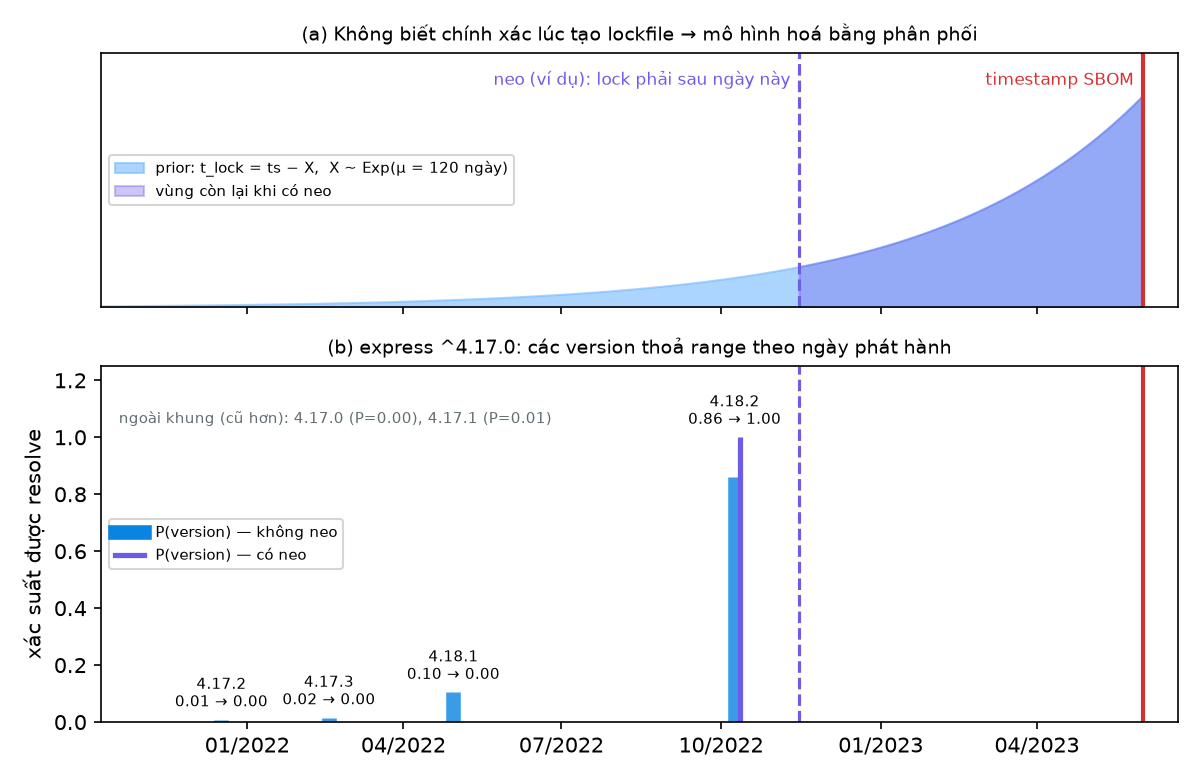 (a) Không biết chính xác lúc tạo lockfile → mô hình hoá bằng phân phối
neo (ví dụ): lock phải sau ngày này
timestamp SBOM
prior: t_lock = ts − X,  X ~ Exp(μ = 120 ngày)
vùng còn lại khi có neo
(b) express ^4.17.0: các version thoả range theo ngày phát hành
xác suất được resolve
1.2
1.0
0.8
0.6
0.4
0.2
0.0
ngoài khung (cũ hơn): 4.17.0 (P=0.00), 4.17.1 (P=0.01)
4.18.2
0.86 → 1.00
P(version) — không neo
P(version) — có neo
4.17.2
0.01 → 0.00
4.17.3
0.02 → 0.00
4.18.1
0.10 → 0.00
01/2022
04/2022
07/2022
10/2022
01/2023
04/2023